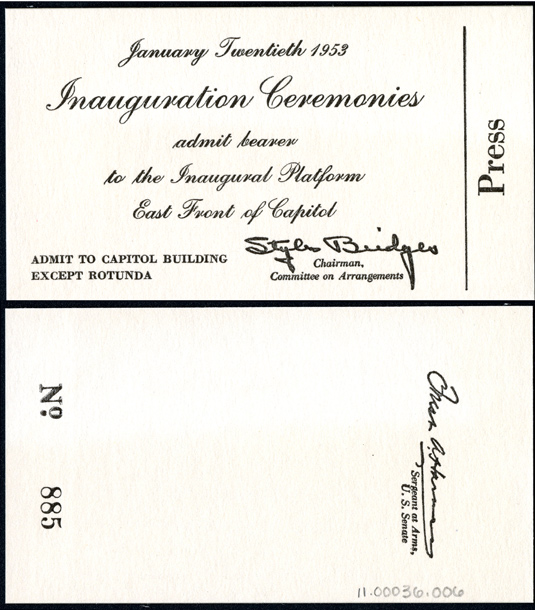 January Twentieth 1953
Inauguration Ceremonies
admit bearer
to the Inaugural Platform
East Front of Capitol
ADMIT TO CAPITOL BUILDING
EXCEPT ROTUNDA
Styles Bridges
Chairman,
Committee on Arrangements
Press
No. 885
Sergeant at Arms,
U. S. Senate
11.00036.006